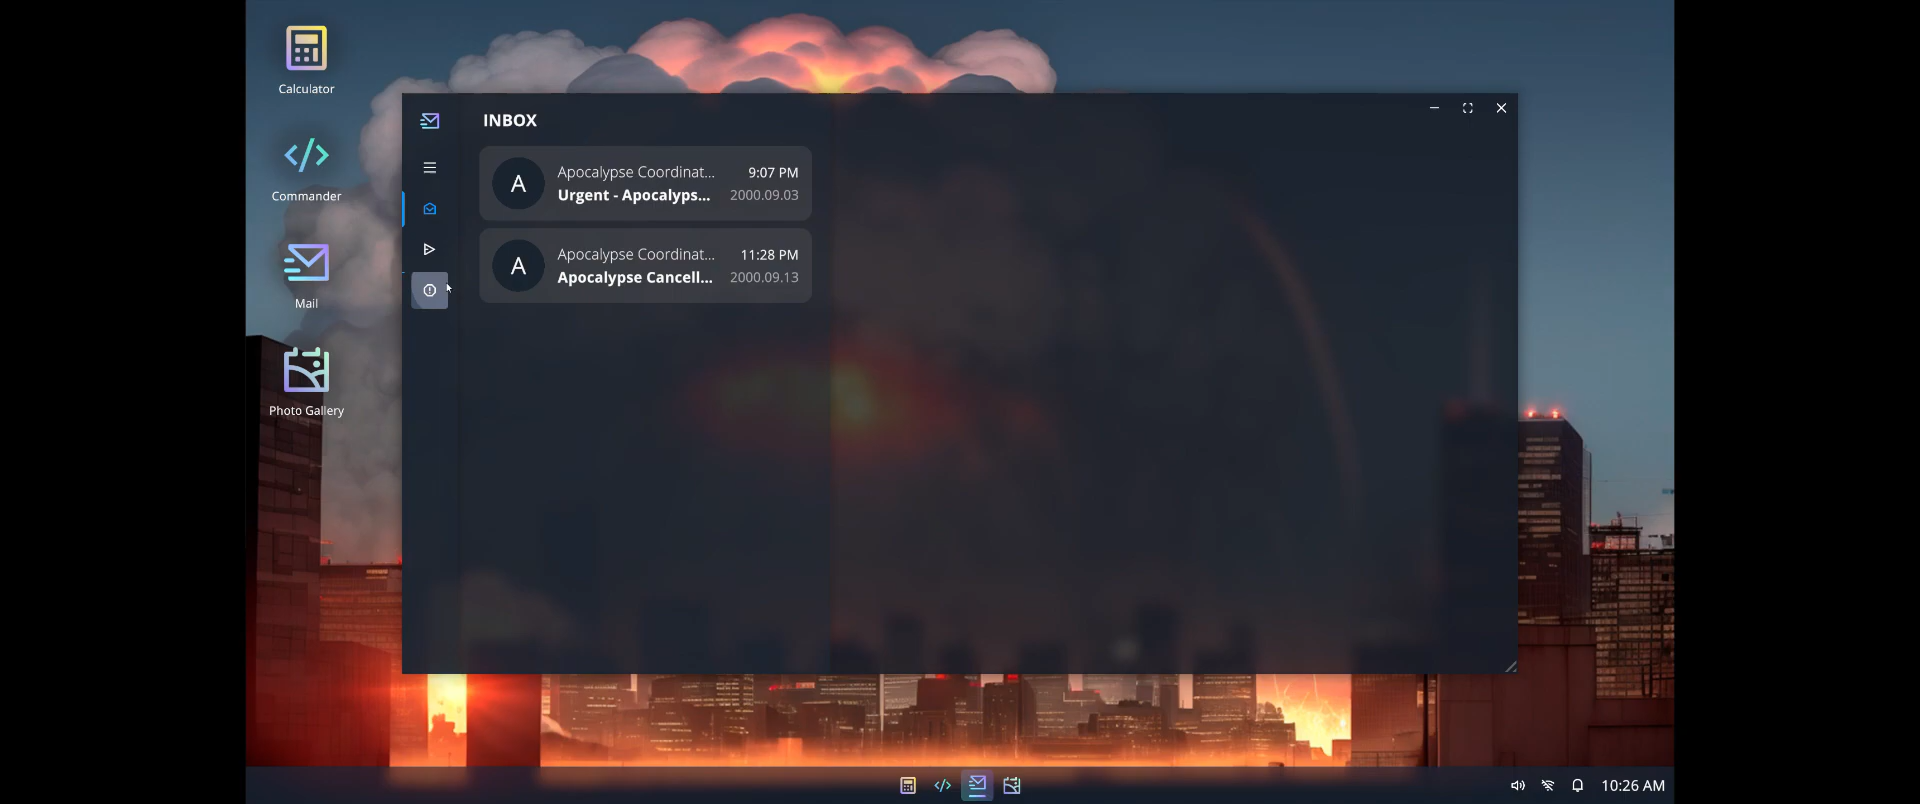 Calculator
Commander
Mail
Photo Gallery
INBOX
A
Apocalypse Coordinat... 9:07 PM
Urgent - Apocalyps... 2000.09.03
A
Apocalypse Coordinat... 11:28 PM
Apocalypse Cancell... 2000.09.13
10:26 AM